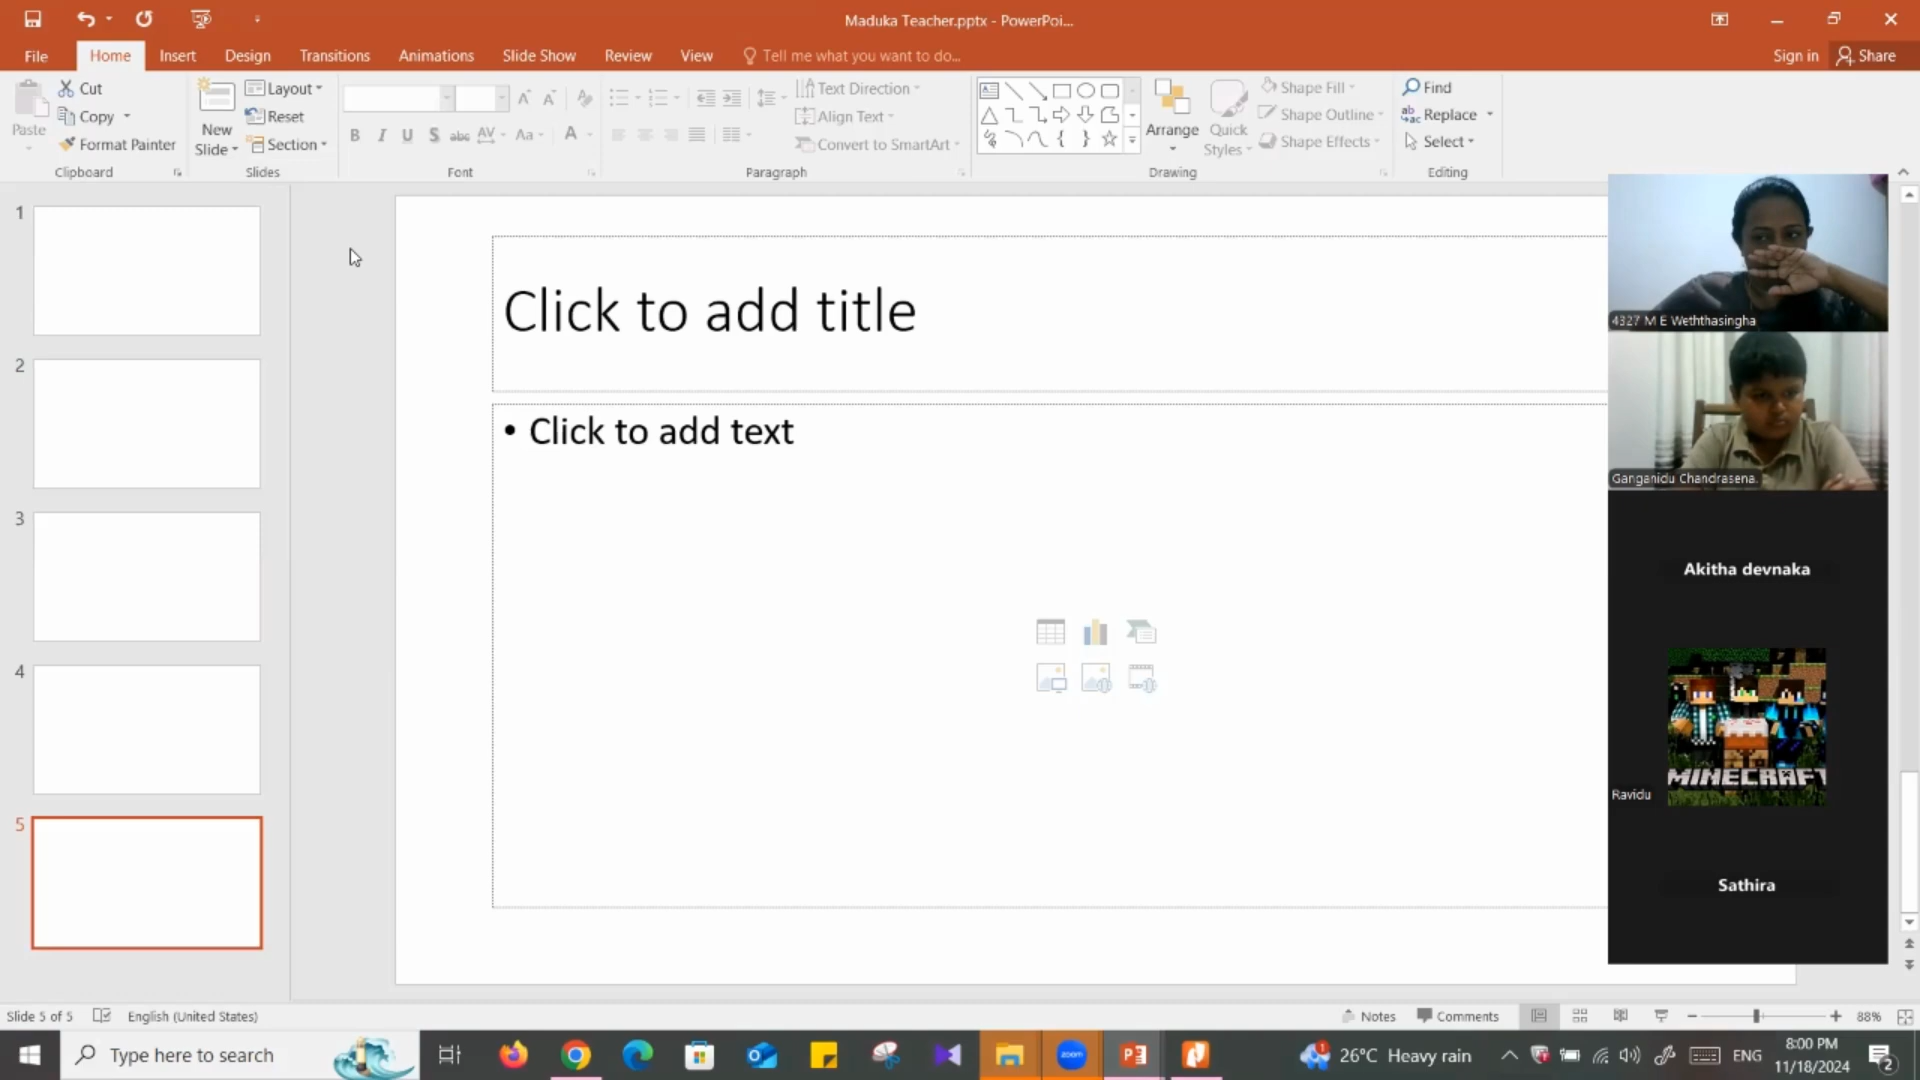 Maduka Teacher.pptx - PowerPoi...
File Home Insert Design Transitions Animations Slide Show Review View Tell me what you want to do... Sign in Share
Paste
Cut
Copy
Format Painter
Clipboard
New Slide
Layout
Reset
Section
Slides
B I U S abc AV Aa A
Font
Text Direction
Align Text
Convert to SmartArt
Paragraph
Arrange
Quick Styles
Shape Fill
Shape Outline
Shape Effects
Drawing
Find
Replace
Select
Editing
1
2
3
4
5
Click to add title
• Click to add text
4327 M E Weththasingha
Ganganidu Chandrasena.
Akitha devnaka
MINECRAFT
Ravidu
Sathira
Slide 5 of 5 English (United States) Notes Comments 88%
Type here to search
zoom
26°C Heavy rain
ENG
8:00 PM
11/18/2024
2